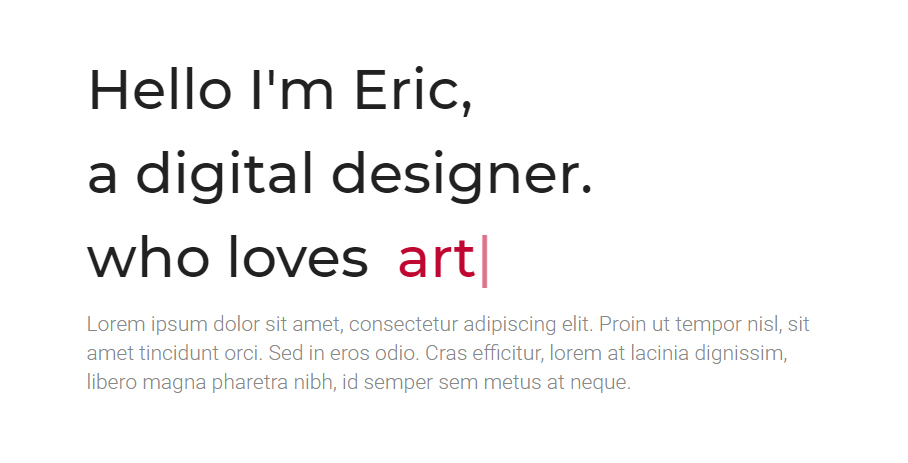 Hello I'm Eric,
a digital designer.
who loves art|
Lorem ipsum dolor sit amet, consectetur adipiscing elit. Proin ut tempor nisl, sit
amet tincidunt orci. Sed in eros odio. Cras efficitur, lorem at lacinia dignissim,
libero magna pharetra nibh, id semper sem metus at neque.